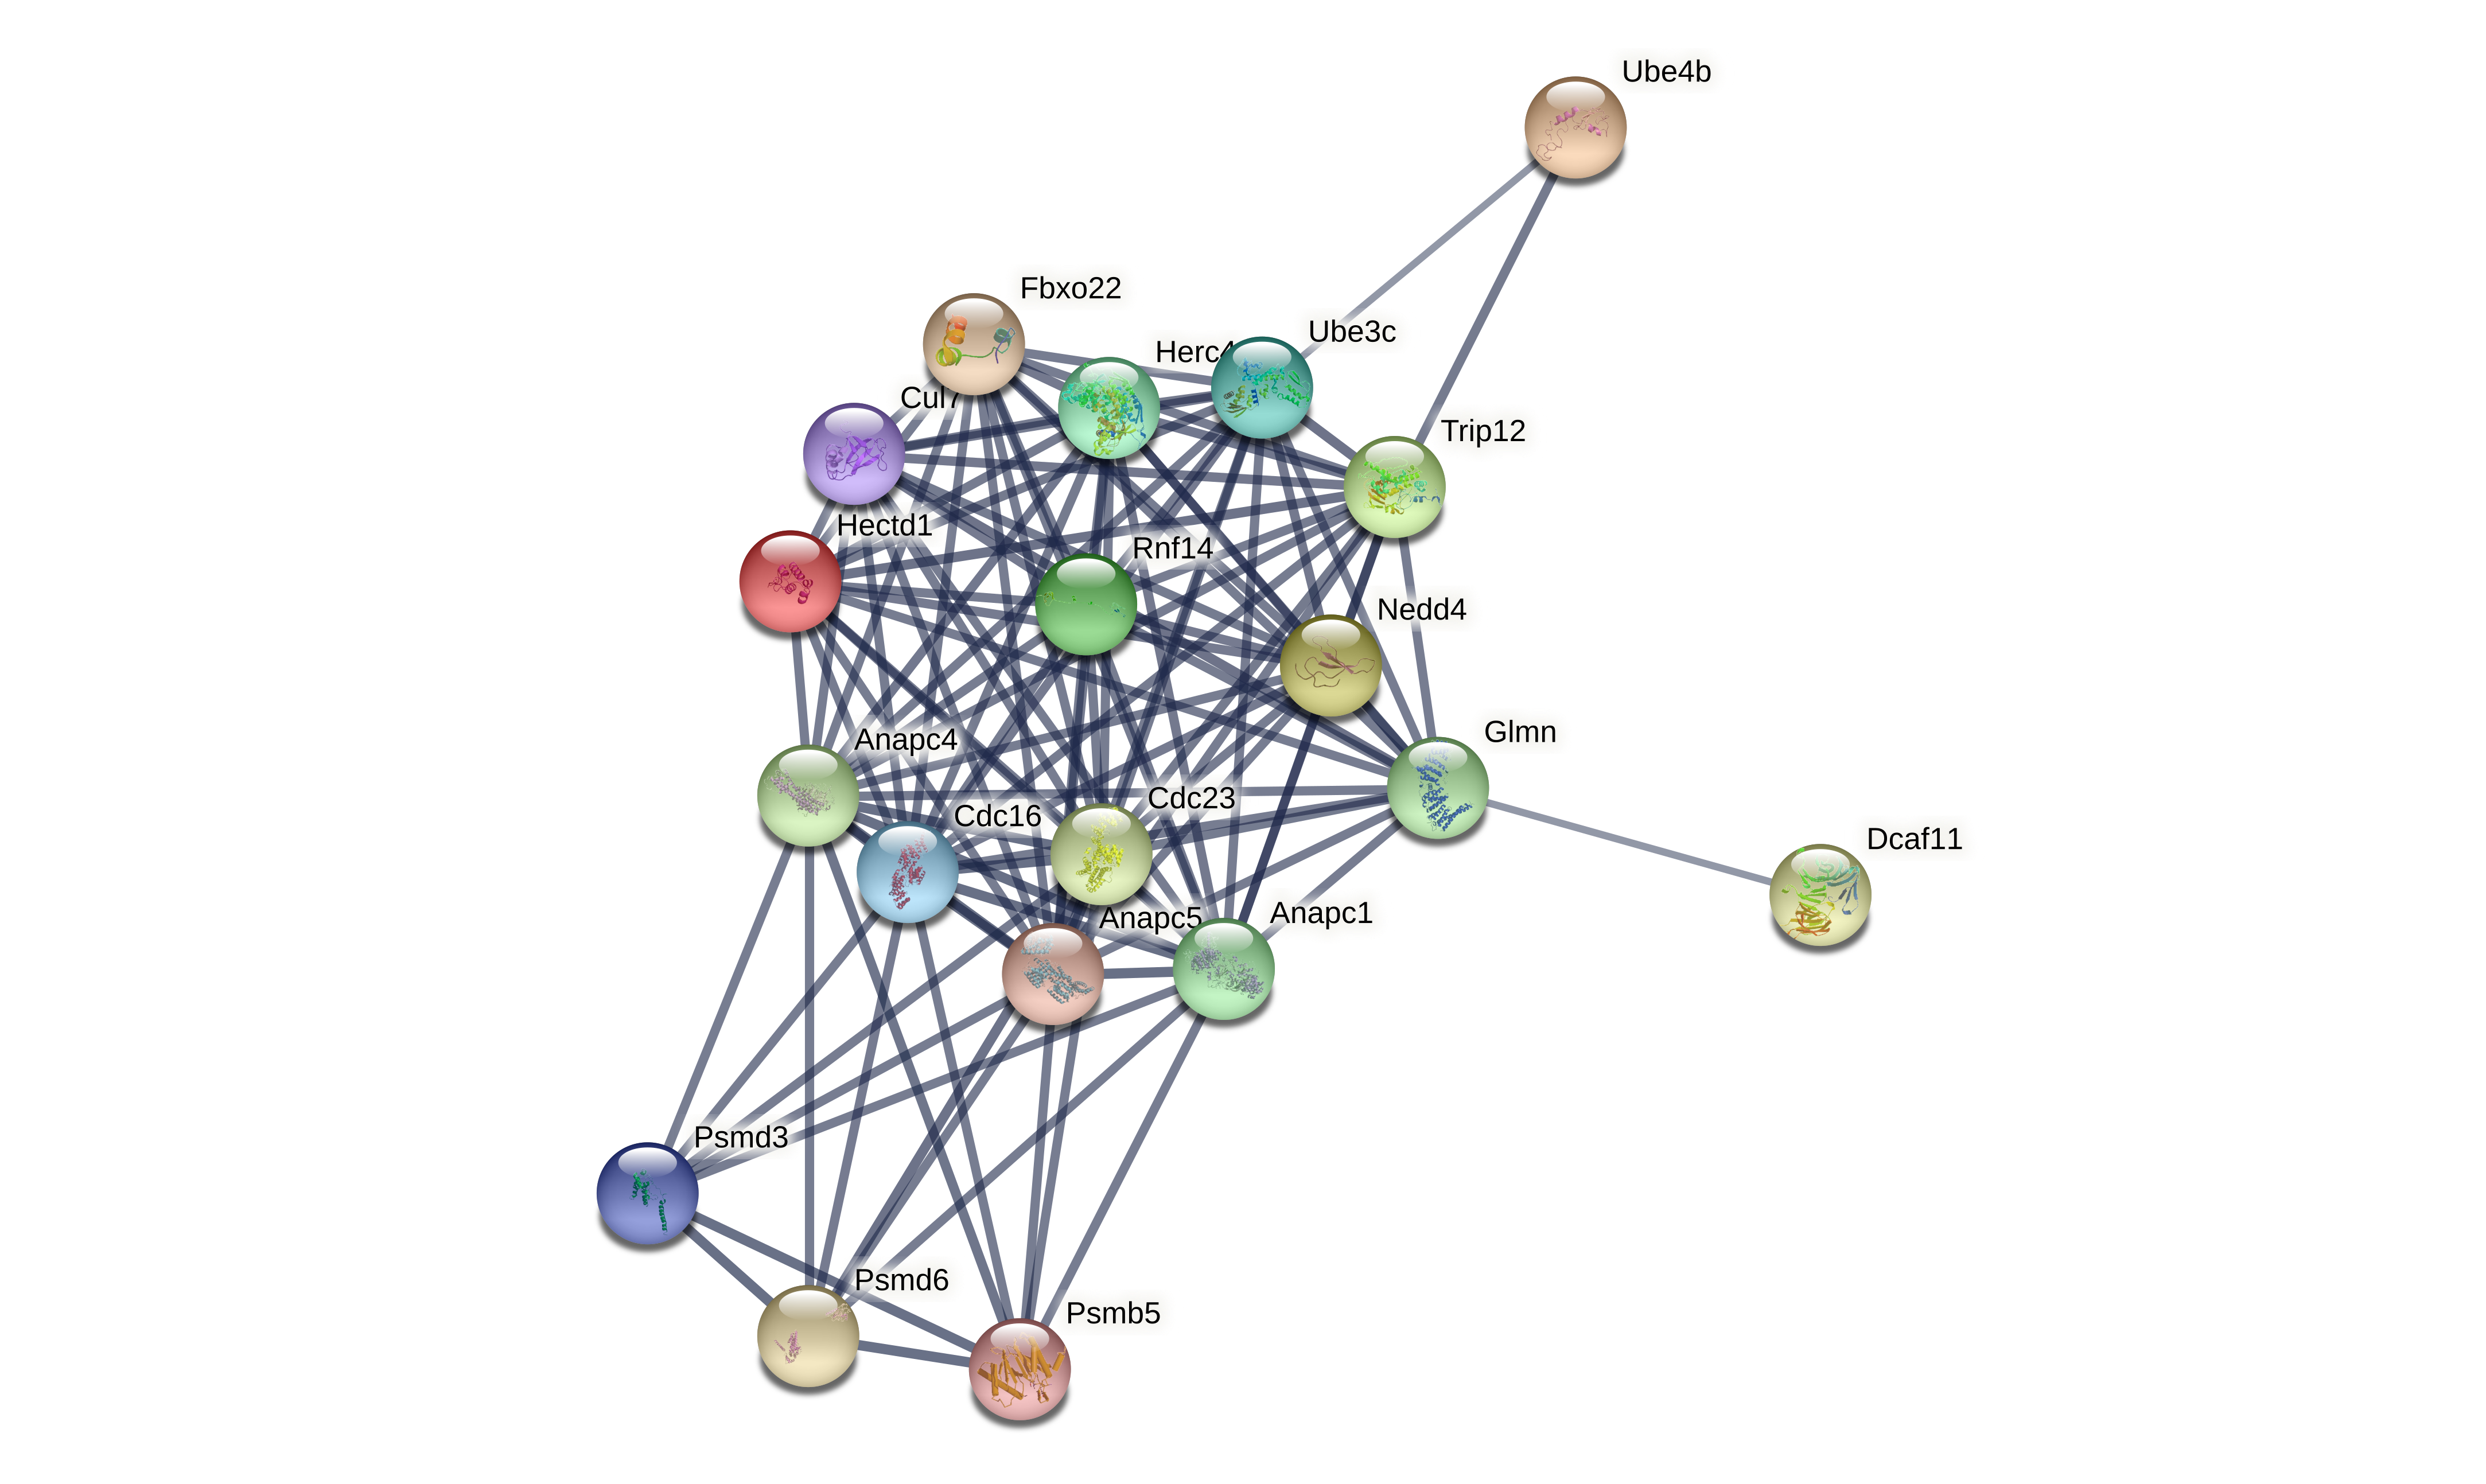 Ube4b
Fbxo22
Ube3c
Herc4
Cul7
Trip12
Hectd1
Rnf14
Nedd4
Glmn
Anapc4
Cdc23
Cdc16
Dcaf11
Anapc1
Anapc5
Psmd3
Psmd6
Psmb5